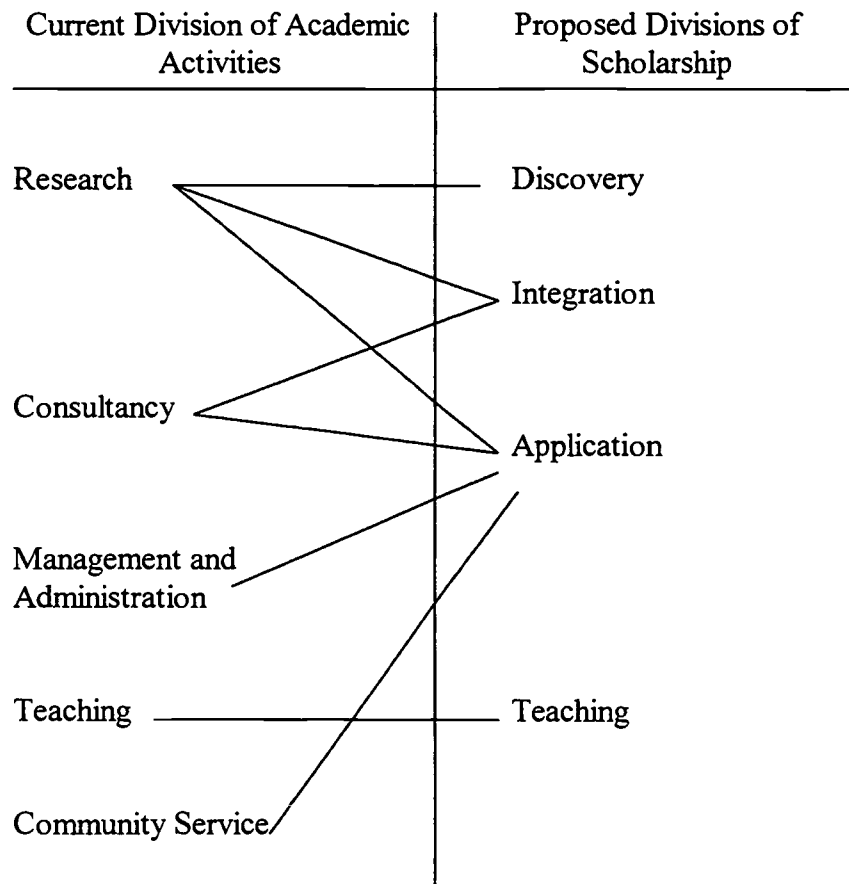 Current Division of Academic
Activities
Proposed Divisions of
Scholarship
Research
Discovery
Integration
Consultancy
Application
Management and
Administration
Teaching
Teaching
Community Service